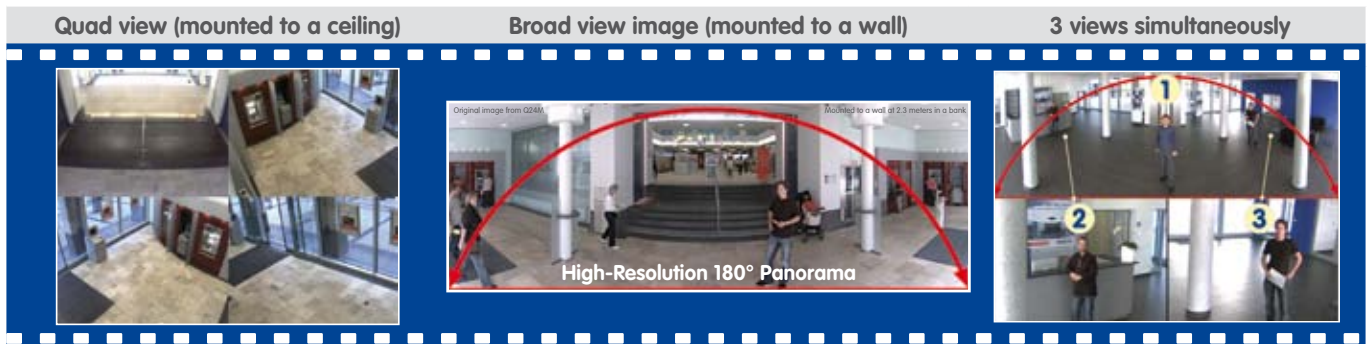 Quad view (mounted to a ceiling)
Broad view image (mounted to a wall)
3 views simultaneously
Original image from Q24M
Mounted to a wall at 2.3 meters in a bank
High-Resolution 180° Panorama
1
2
3